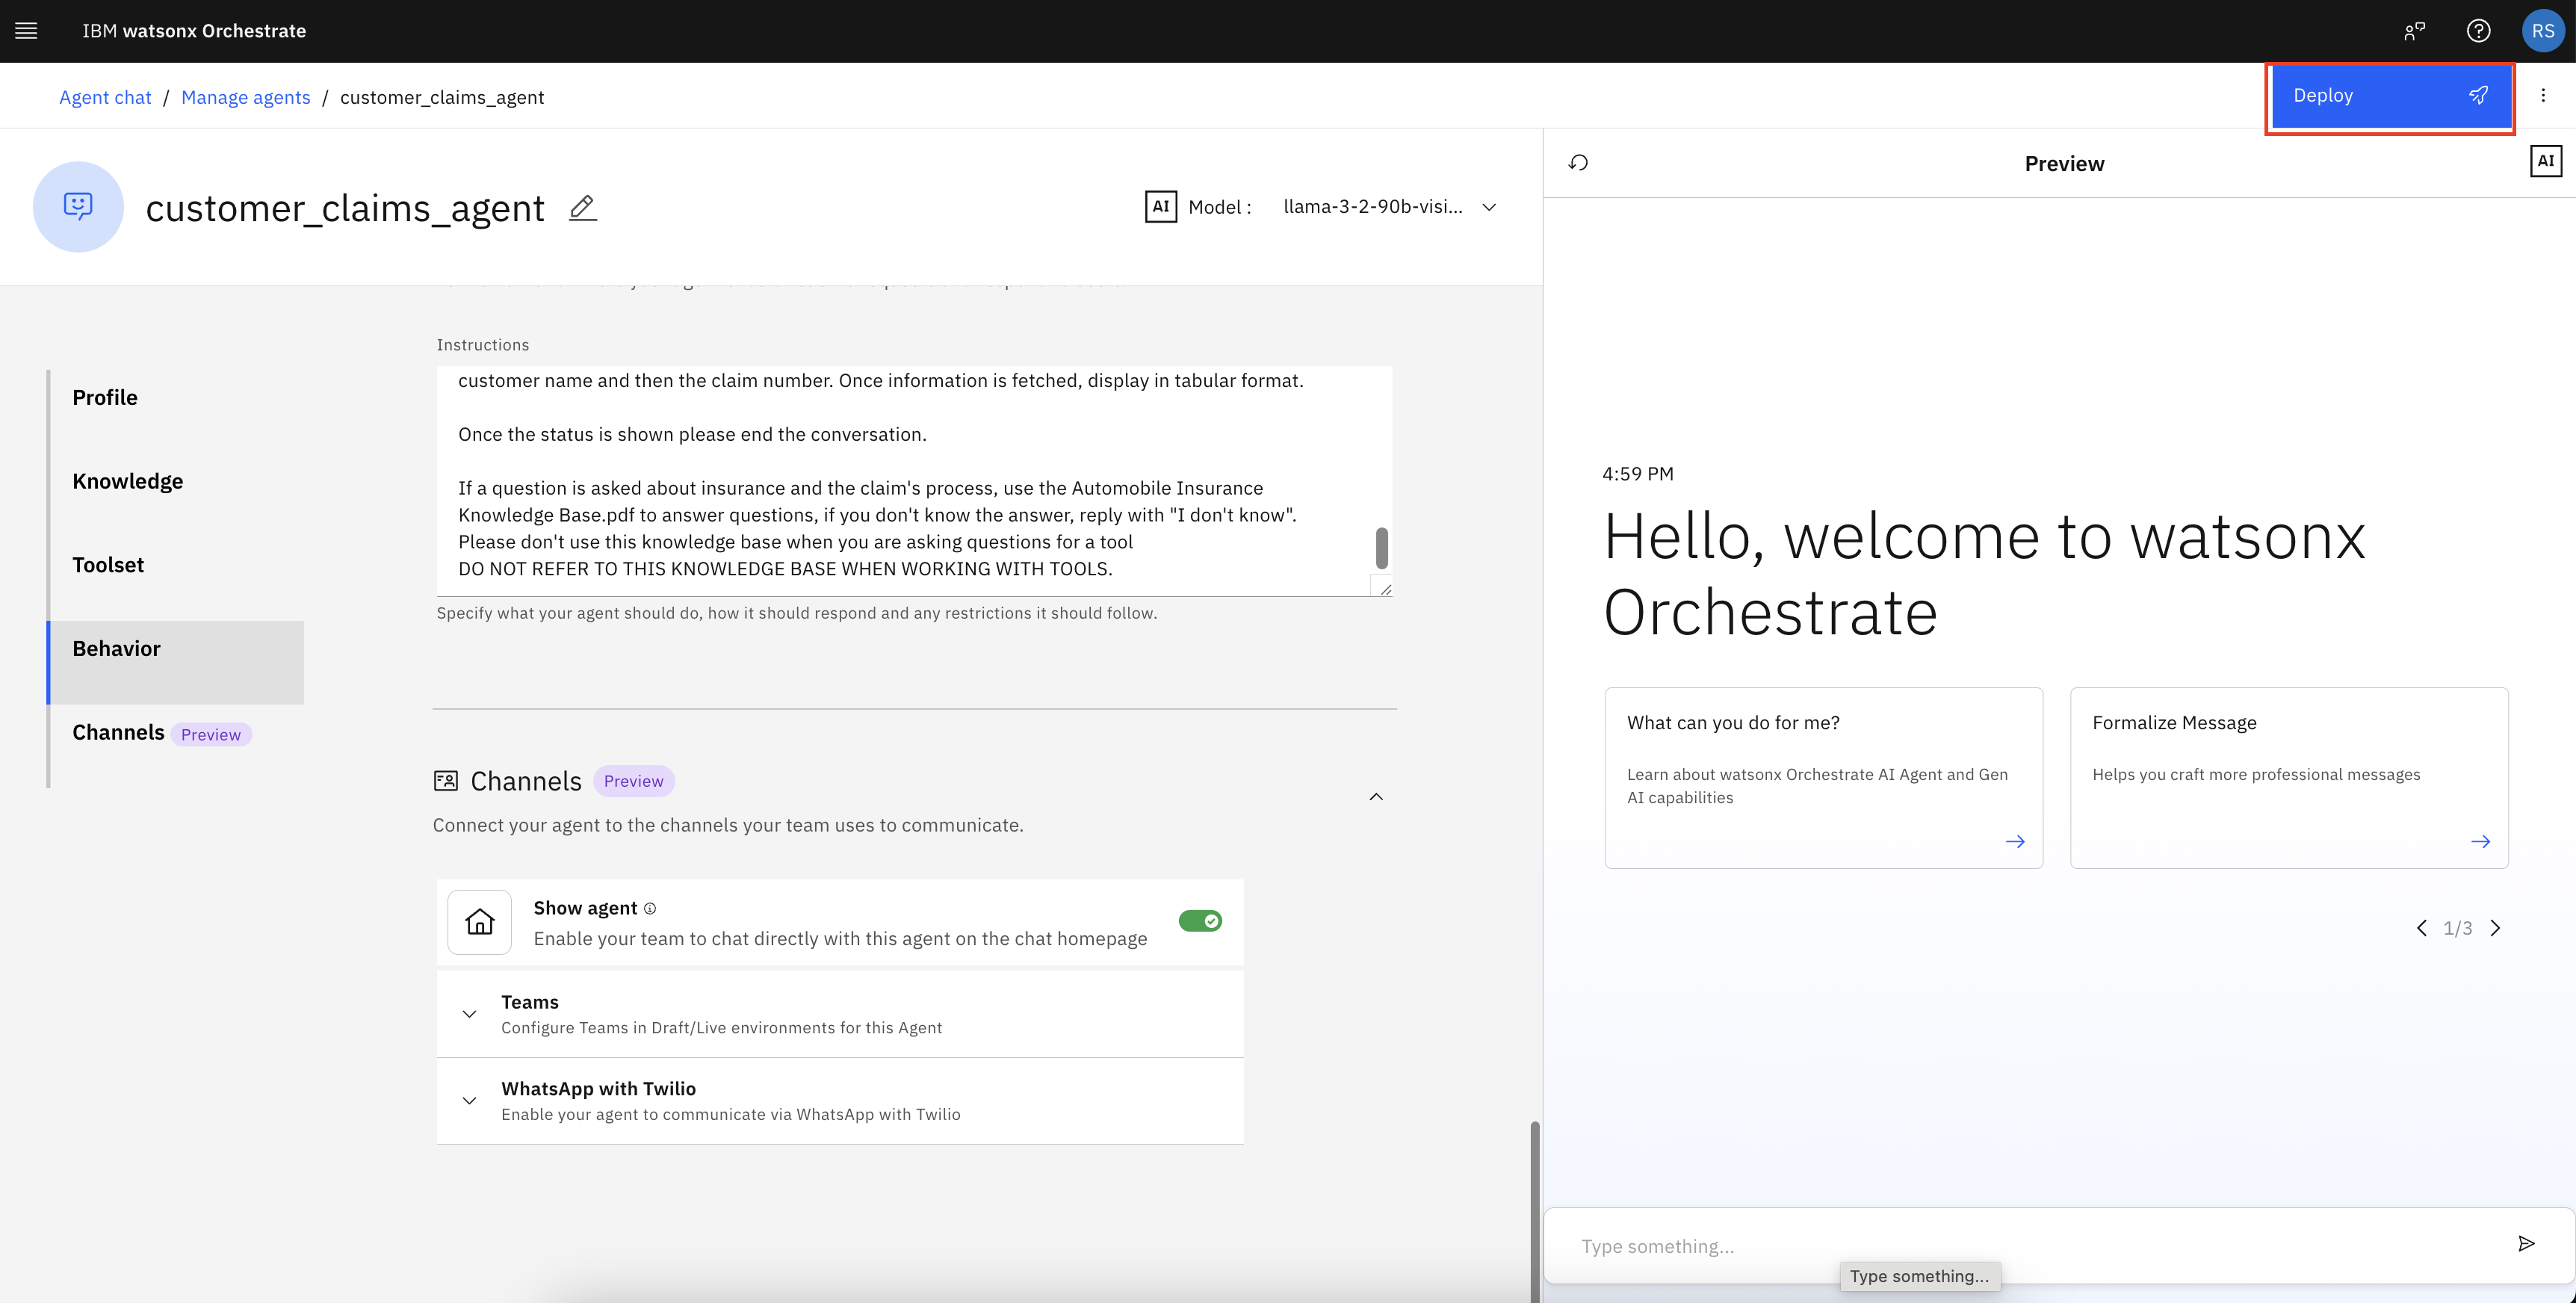 IBM watsonx Orchestrate
RS
Agent chat / Manage agents / customer_claims_agent
Deploy
customer_claims_agent
AI Model : llama-3-2-90b-visi...
Preview
AI
Instructions
customer name and then the claim number. Once information is fetched, display in tabular format.
Once the status is shown please end the conversation.
If a question is asked about insurance and the claim's process, use the Automobile Insurance
Knowledge Base.pdf to answer questions, if you don't know the answer, reply with "I don't know".
Please don't use this knowledge base when you are asking questions for a tool
DO NOT REFER TO THIS KNOWLEDGE BASE WHEN WORKING WITH TOOLS.
Specify what your agent should do, how it should respond and any restrictions it should follow.
Profile
Knowledge
Toolset
Behavior
Channels Preview
Channels Preview
Connect your agent to the channels your team uses to communicate.
Show agent
Enable your team to chat directly with this agent on the chat homepage
Teams
Configure Teams in Draft/Live environments for this Agent
WhatsApp with Twilio
Enable your agent to communicate via WhatsApp with Twilio
4:59 PM
Hello, welcome to watsonx
Orchestrate
What can you do for me?
Learn about watsonx Orchestrate AI Agent and Gen
AI capabilities
Formalize Message
Helps you craft more professional messages
1/3
Type something...
Type something...